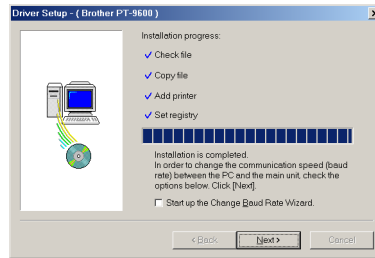 Driver Setup - ( Brother PT-9600 )
Installation progress:
Check file
Copy file
Add printer
Set registry
Installation is completed.
In order to change the communication speed (baud
rate) between the PC and the main unit, check the
options below. Click [Next].
Start up the Change Baud Rate Wizard.
< Back
Next >
Cancel